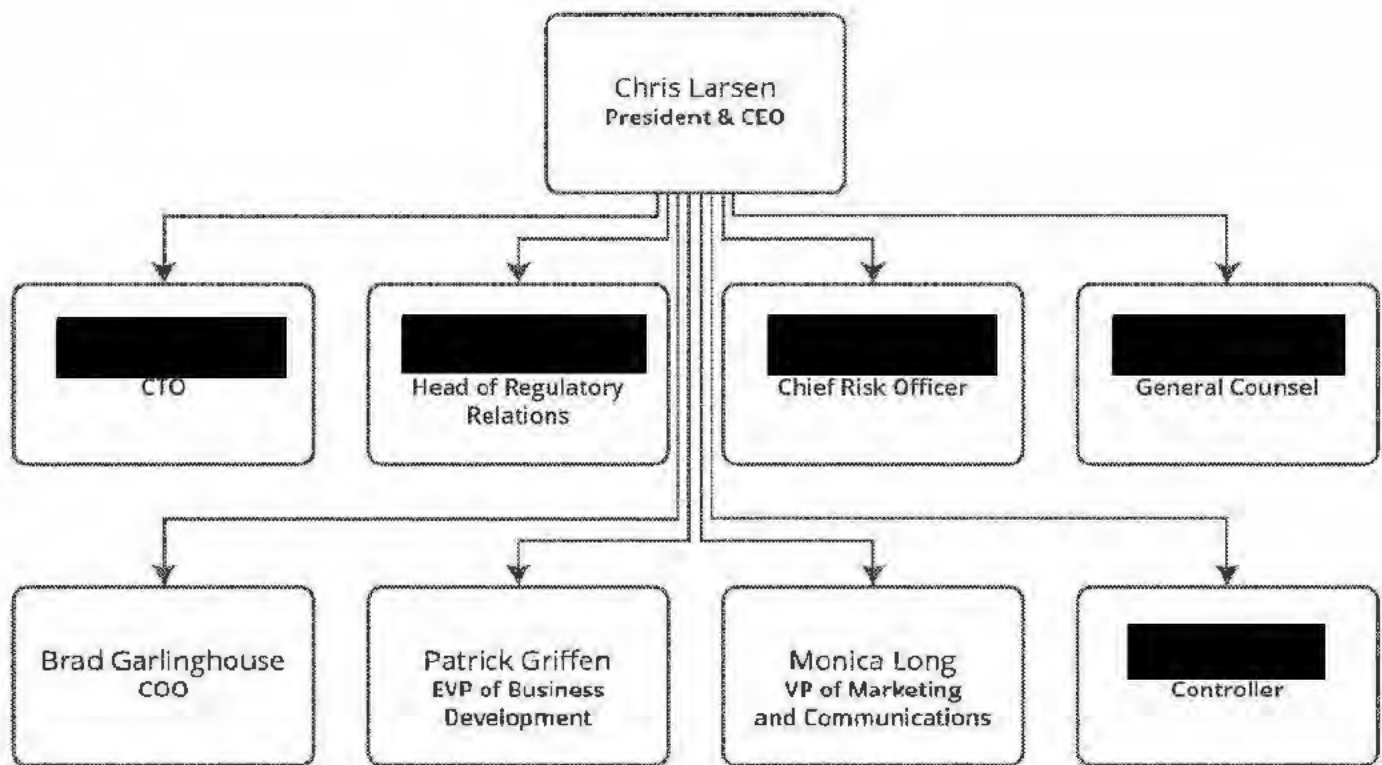 Chris Larsen
President & CEO
CTO
Head of Regulatory
Relations
Chief Risk Officer
General Counsel
Brad Garlinghouse
COO
Patrick Griffen
EVP of Business
Development
Monica Long
VP of Marketing
and Communications
Controller